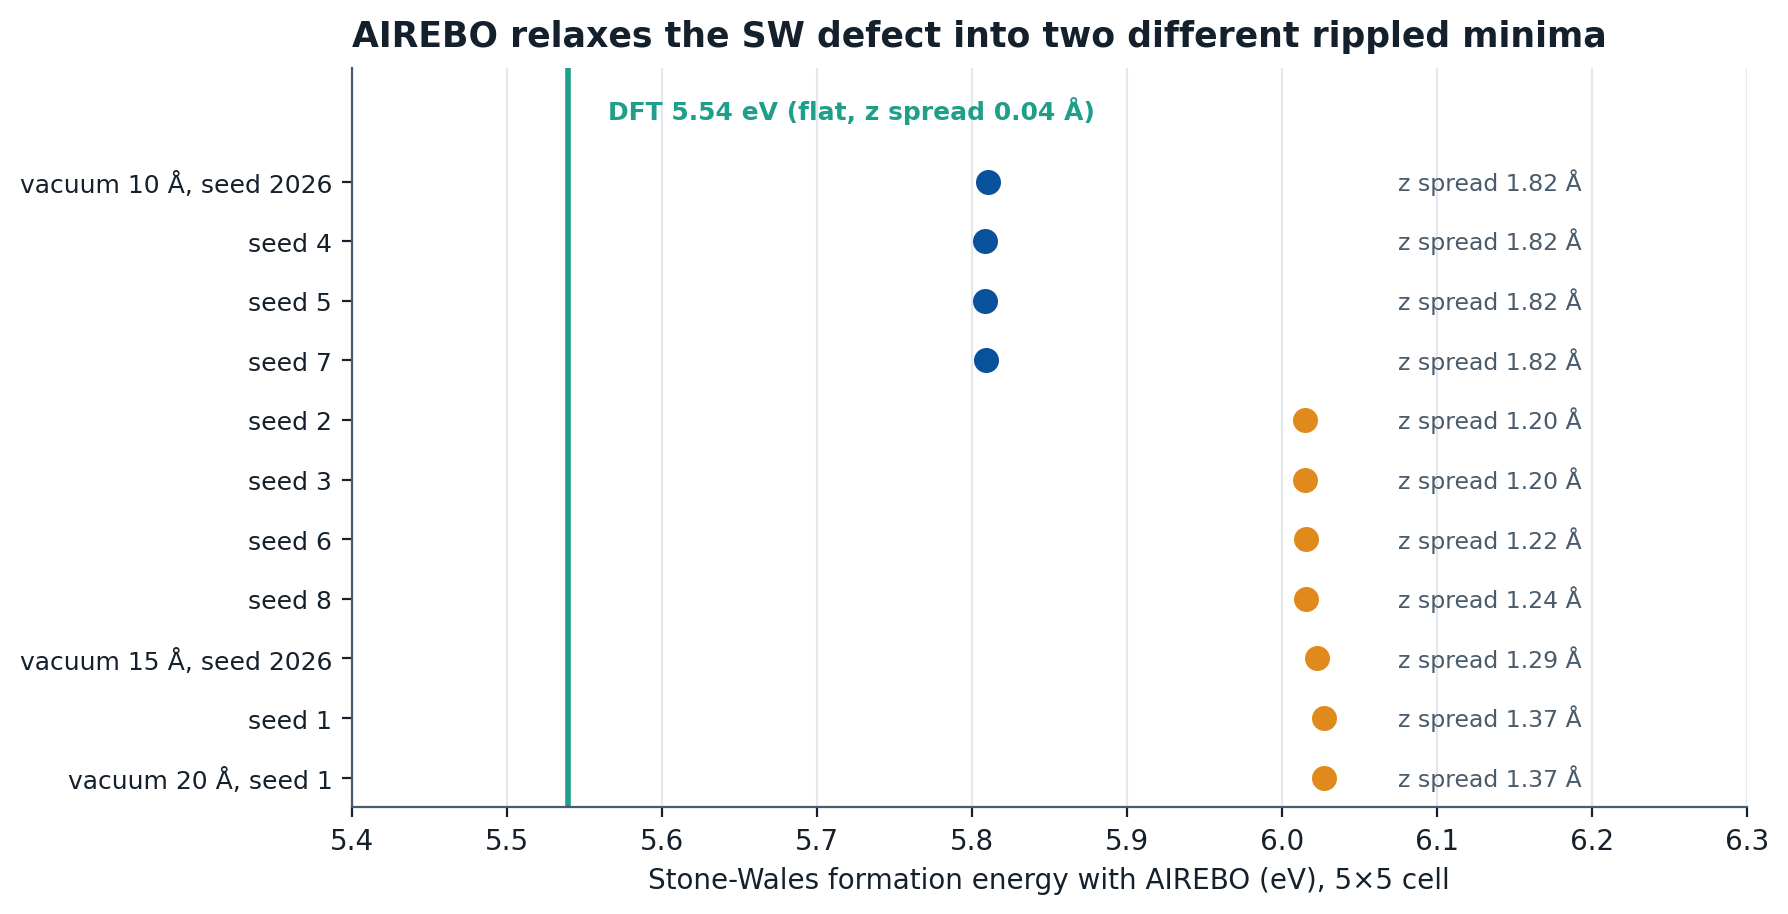 AIREBO relaxes the SW defect into two different rippled minima
DFT 5.54 eV (flat, z spread 0.04 Å)
vacuum 10 Å, seed 2026 z spread 1.82 Å
seed 4 z spread 1.82 Å
seed 5 z spread 1.82 Å
seed 7 z spread 1.82 Å
seed 2 z spread 1.20 Å
seed 3 z spread 1.20 Å
seed 6 z spread 1.22 Å
seed 8 z spread 1.24 Å
vacuum 15 Å, seed 2026 z spread 1.29 Å
seed 1 z spread 1.37 Å
vacuum 20 Å, seed 1 z spread 1.37 Å
5.4 5.5 5.6 5.7 5.8 5.9 6.0 6.1 6.2 6.3
Stone-Wales formation energy with AIREBO (eV), 5×5 cell